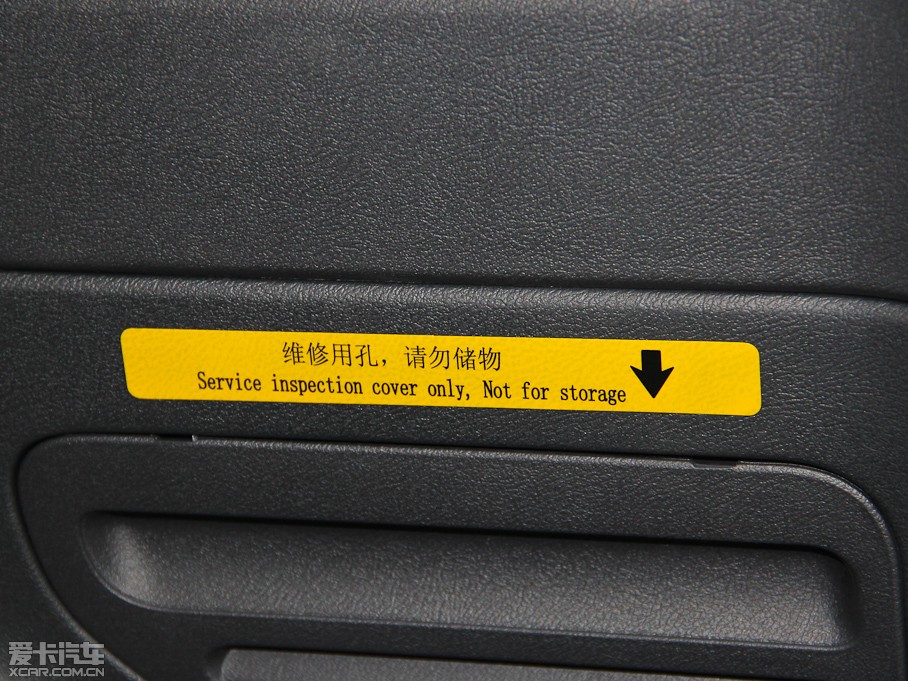 维修用孔，请勿储物
Service inspection cover only, Not for storage
爱卡汽车
XCAR.COM.CN